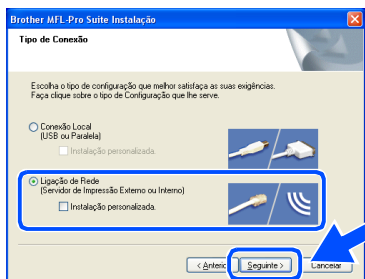 Brother MFL-Pro Suite Instalação
Tipo de Conexão
Escolha o tipo de configuração que melhor satisfaça as suas exigências.
Faça clique sobre o tipo de Configuração que lhe serve.
Conexão Local
(USB ou Paralela)
Instalação personalizada.
Ligação de Rede
(Servidor de Impressão Externo ou Interno)
Instalação personalizada.
< Anterior Seguinte > Cancelar